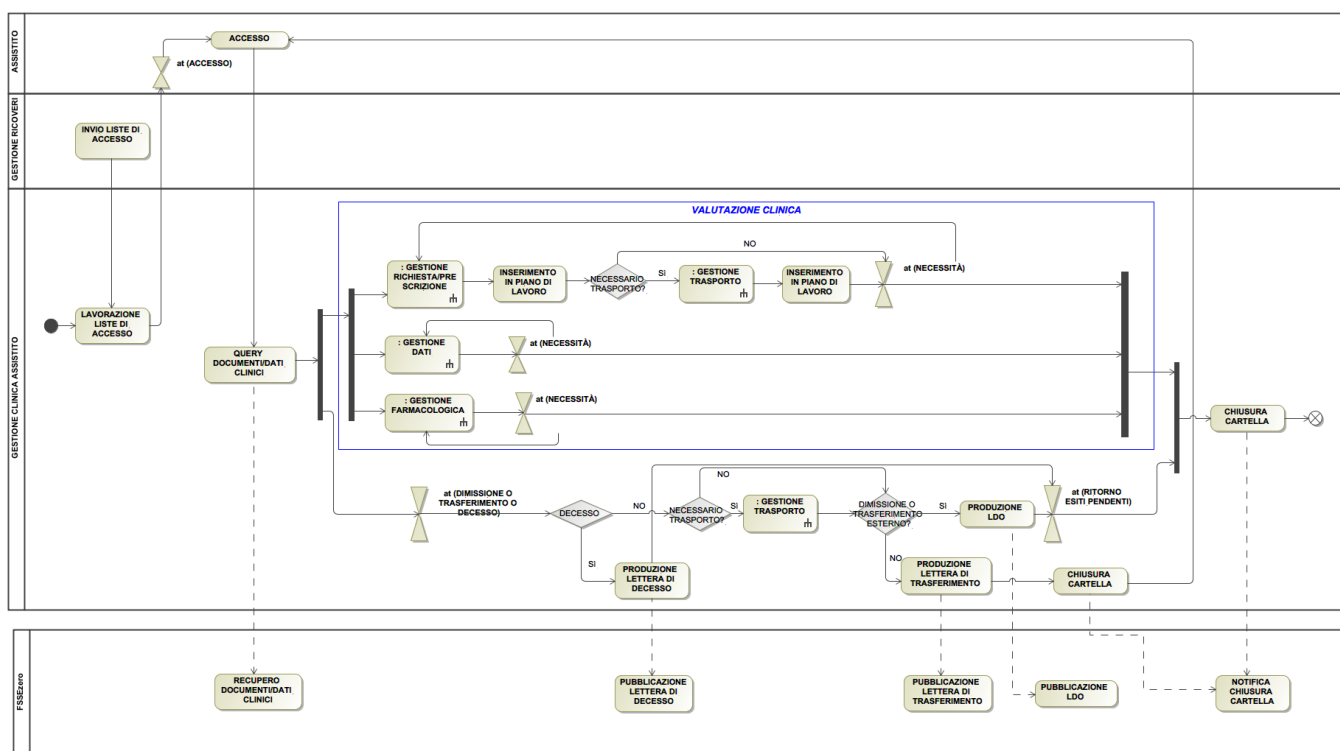 ASSISTITO
ACCESSO
at (ACCESSO)
GESTIONE RICOVERI
INVIO LISTE DI
ACCESSO
GESTIONE CLINICA ASSISTITO
VALUTAZIONE CLINICA
NO
: GESTIONE
RICHIESTA/PRE
SCRIZIONE
INSERIMENTO
IN PIANO DI
LAVORO
NECESSARIO
TRASPORTO?
SÌ
: GESTIONE
TRASPORTO
INSERIMENTO
IN PIANO DI
LAVORO
at (NECESSITÀ)
LAVORAZIONE
LISTE DI
ACCESSO
QUERY
DOCUMENTI/DATI
CLINICI
: GESTIONE
DATI
at (NECESSITÀ)
: GESTIONE
FARMACOLOGICA
at (NECESSITÀ)
CHIUSURA
CARTELLA
at (DIMISSIONE O
TRASFERIMENTO O
DECESSO)
DECESSO
NO
NO
NECESSARIO
TRASPORTO?
SÌ
: GESTIONE
TRASPORTO
DIMISSIONE O
TRASFERIMENTO
ESTERNO?
SÌ
PRODUZIONE
LDO
at (RITORNO
ESITI PENDENTI)
SÌ
PRODUZIONE
LETTERA DI
DECESSO
NO
PRODUZIONE
LETTERA DI
TRASFERIMENTO
CHIUSURA
CARTELLA
FSSEzero
RECUPERO
DOCUMENTI/DATI
CLINICI
PUBBLICAZIONE
LETTERA DI
DECESSO
PUBBLICAZIONE
LETTERA DI
TRASFERIMENTO
PUBBLICAZIONE
LDO
NOTIFICA
CHIUSURA
CARTELLA